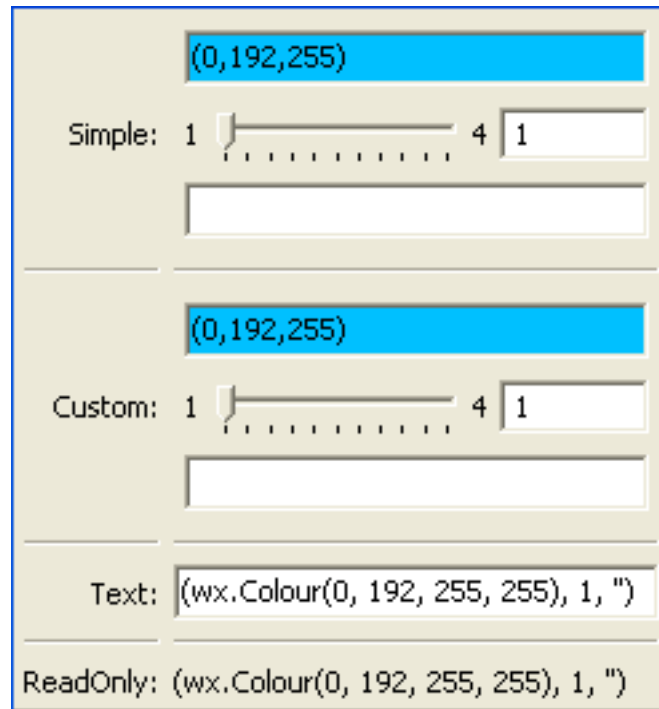 (0,192,255)
Simple: 1 4 1
(0,192,255)
Custom: 1 4 1
Text: (wx.Colour(0, 192, 255, 255), 1, '')
ReadOnly: (wx.Colour(0, 192, 255, 255), 1, '')